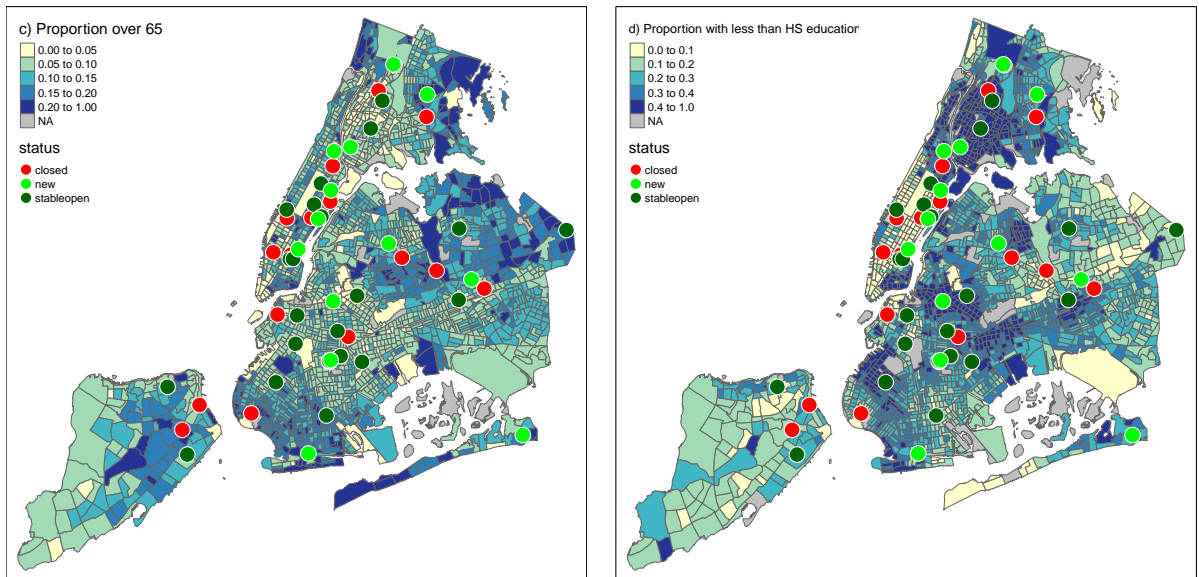 c) Proportion over 65
0.00 to 0.05
0.05 to 0.10
0.10 to 0.15
0.15 to 0.20
0.20 to 1.00
NA
status
closed
new
stableopen
d) Proportion with less than HS education
0.0 to 0.1
0.1 to 0.2
0.2 to 0.3
0.3 to 0.4
0.4 to 1.0
NA
status
closed
new
stableopen